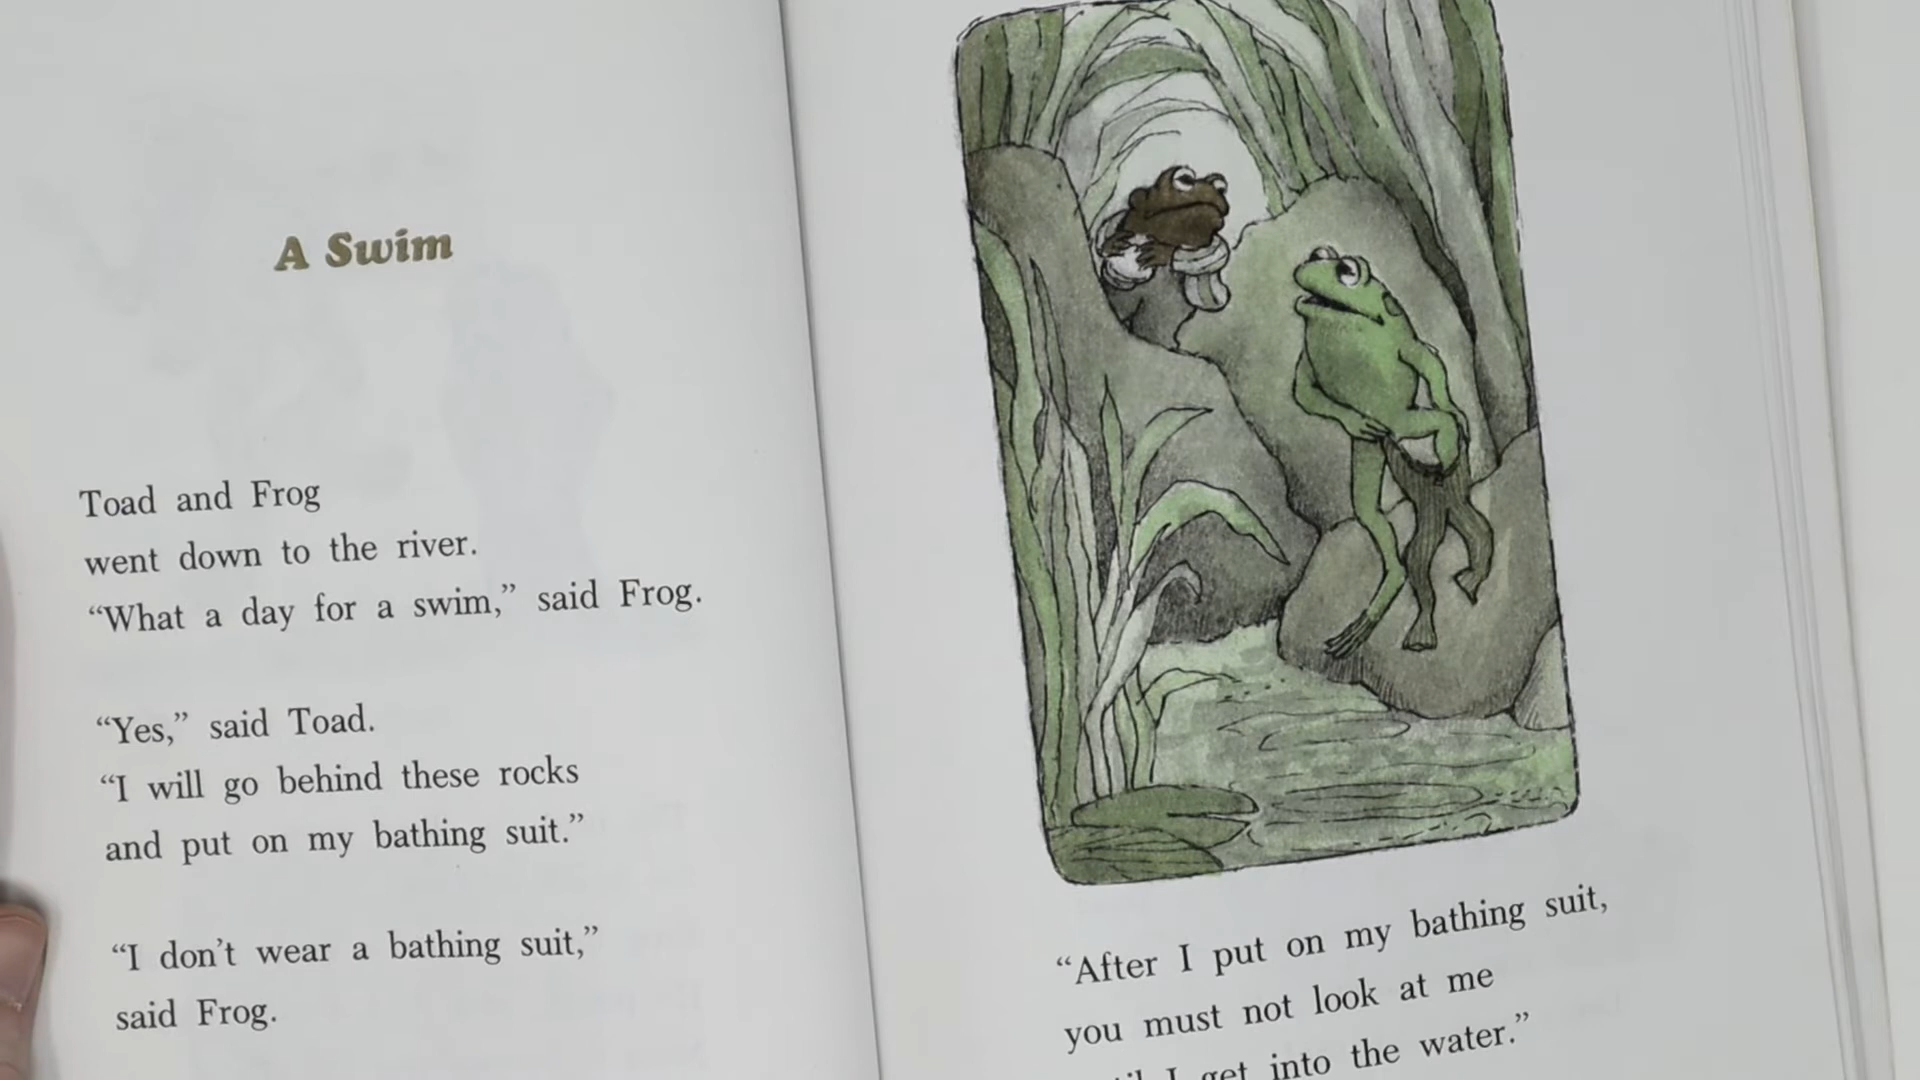 A Swim
Toad and Frog
went down to the river.
“What a day for a swim,” said Frog.
“Yes,” said Toad.
“I will go behind these rocks
and put on my bathing suit.”
“I don’t wear a bathing suit,”
said Frog.
“After I put on my bathing suit,
you must not look at me
I get into the water.”